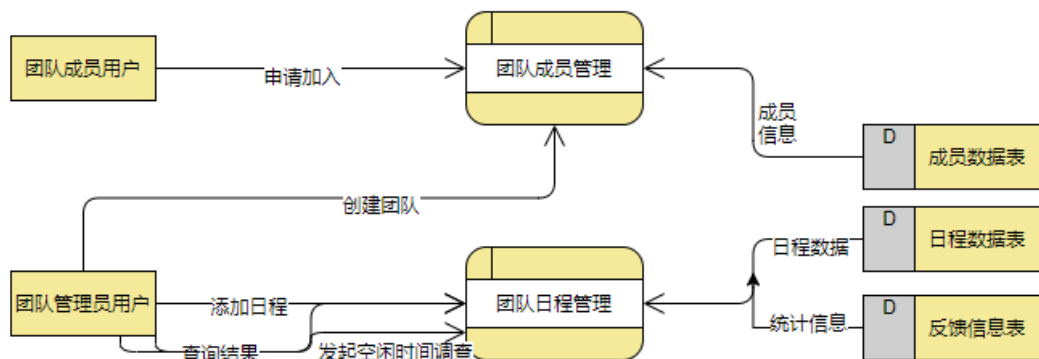 团队成员用户
申请加入
团队成员管理
成员
信息
D
成员数据表
创建团队
D
日程数据
日程数据表
团队管理员用户
添加日程
团队日程管理
D
统计信息
反馈信息表
查询结果
发起空闲时间调查